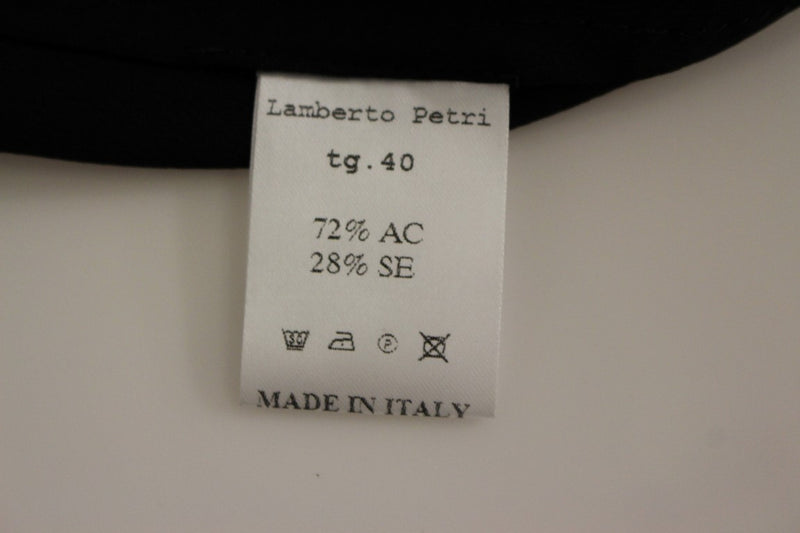 Lamberto Petri
tg.40
72% AC
28% SE
P
MADE IN ITALY